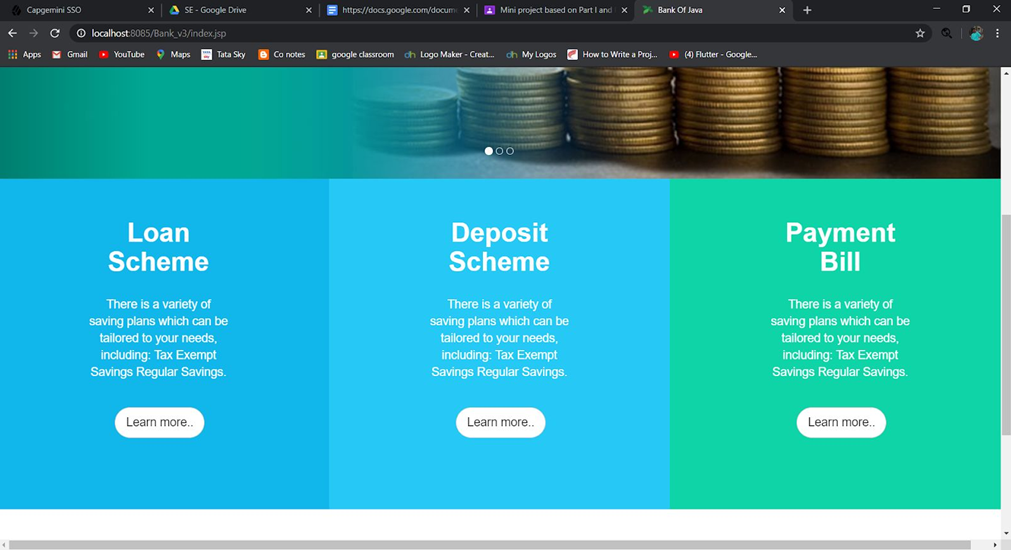 Capgemini SSO
SE - Google Drive
https://docs.google.com/docum
Mini project based on Part I and
Bank Of Java
localhost:8085/Bank_v3/index.jsp
Apps
Gmail
YouTube
Maps
Tata Sky
Co notes
google classroom
Logo Maker - Creat...
My Logos
How to Write a Proj...
(4) Flutter - Google...
Loan
Scheme
There is a variety of
saving plans which can be
tailored to your needs,
including: Tax Exempt
Savings Regular Savings.
Learn more..
Deposit
Scheme
There is a variety of
saving plans which can be
tailored to your needs,
including: Tax Exempt
Savings Regular Savings.
Learn more..
Payment
Bill
There is a variety of
saving plans which can be
tailored to your needs,
including: Tax Exempt
Savings Regular Savings.
Learn more..